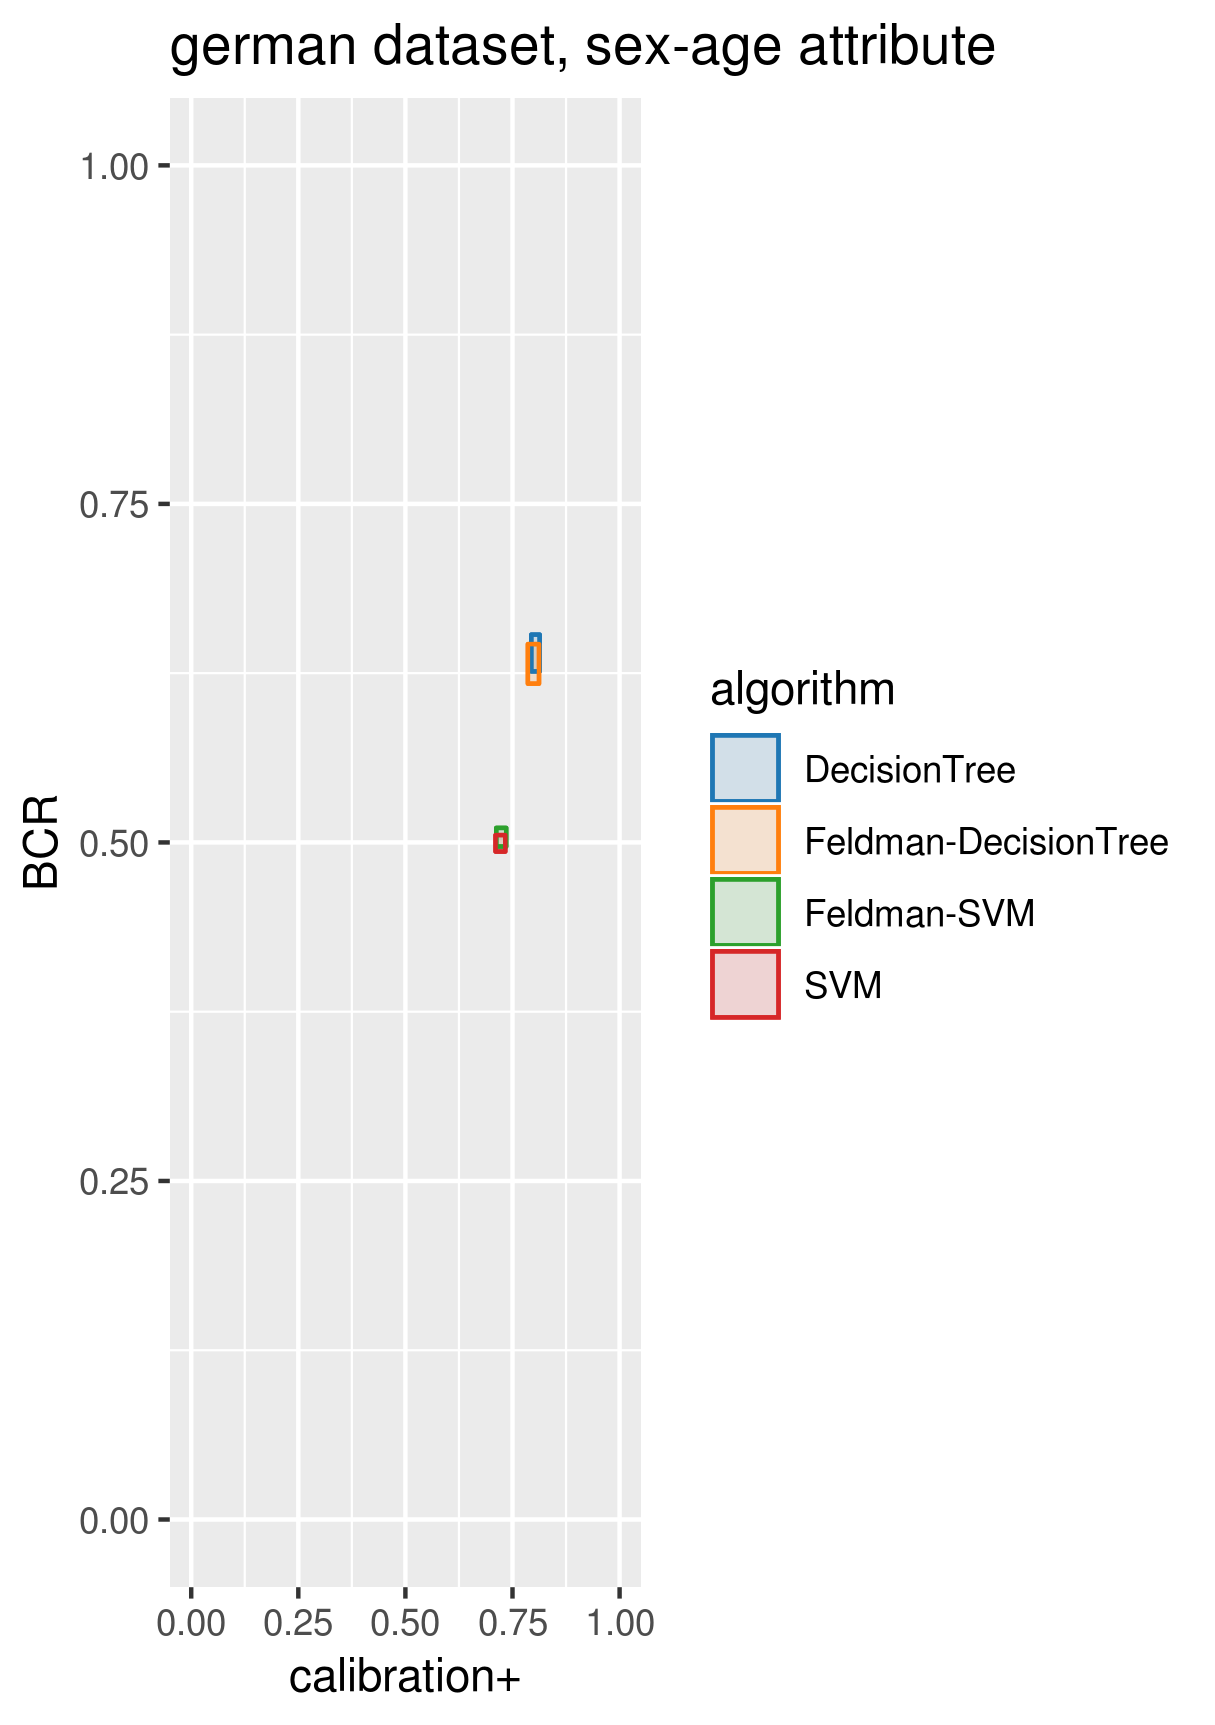 german dataset, sex-age attribute
1.00
0.75
0.50
0.25
0.00
BCR
0.00 0.25 0.50 0.75 1.00
calibration+
algorithm
DecisionTree
Feldman-DecisionTree
Feldman-SVM
SVM